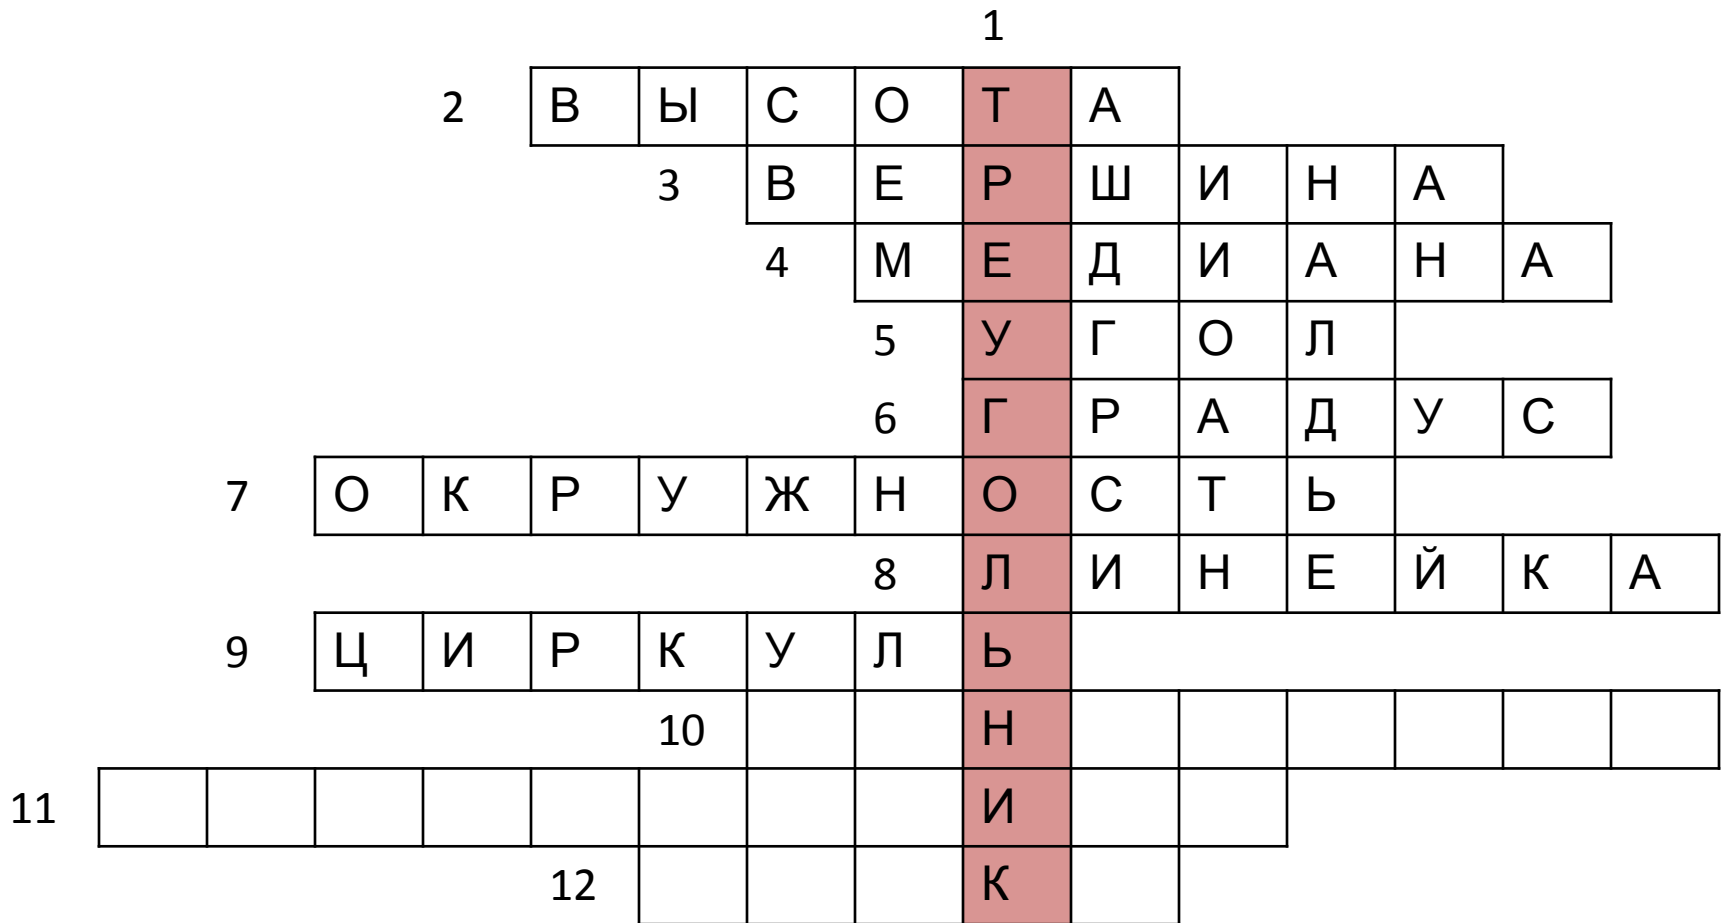 1
2 ВЫСОТА
3 ВЕРШИНА
4 МЕДИАНА
5 УГОЛ
6 ГРАДУС
7 ОКРУЖНОСТЬ
8 ЛИНЕЙКА
9 ЦИРКУЛЬ
10 Н
11 И
12 К